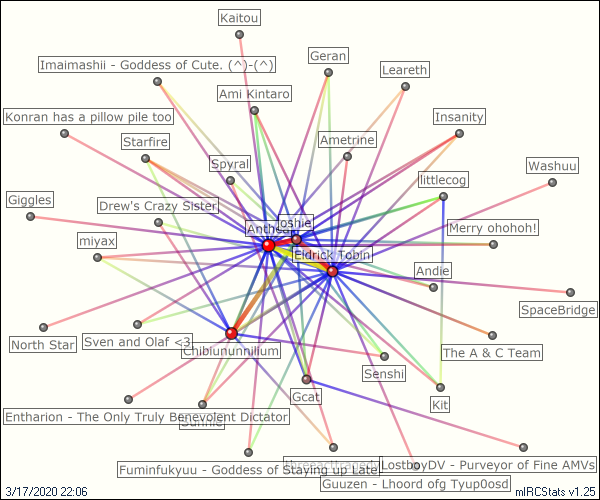 Kaitou
Geran
Imaimashii - Goddess of Cute. (^)-(^)
Leareth
Ami Kintaro
Konran has a pillow pile too
Insanity
Starfire
Ametrine
Spyral
Washuu
littlecog
Giggles
Drew's Crazy Sister
Joshie
Anthea
Merry ohohoh!
miyax
Eldrick Tobin
Andie
SpaceBridge
North Star
Sven and Olaf <3
Chibiununnilium
The A & C Team
Senshi
Gcat
Kit
Entharion - The Only Truly Benevolent Dictator
Fuminfukyuu - Goddess of Staying up Late
LostboyDV - Purveyor of Fine AMVs
Guuzen - Lhoord ofg Tyup0osd
3/17/2020 22:06
mIRCStats v1.25